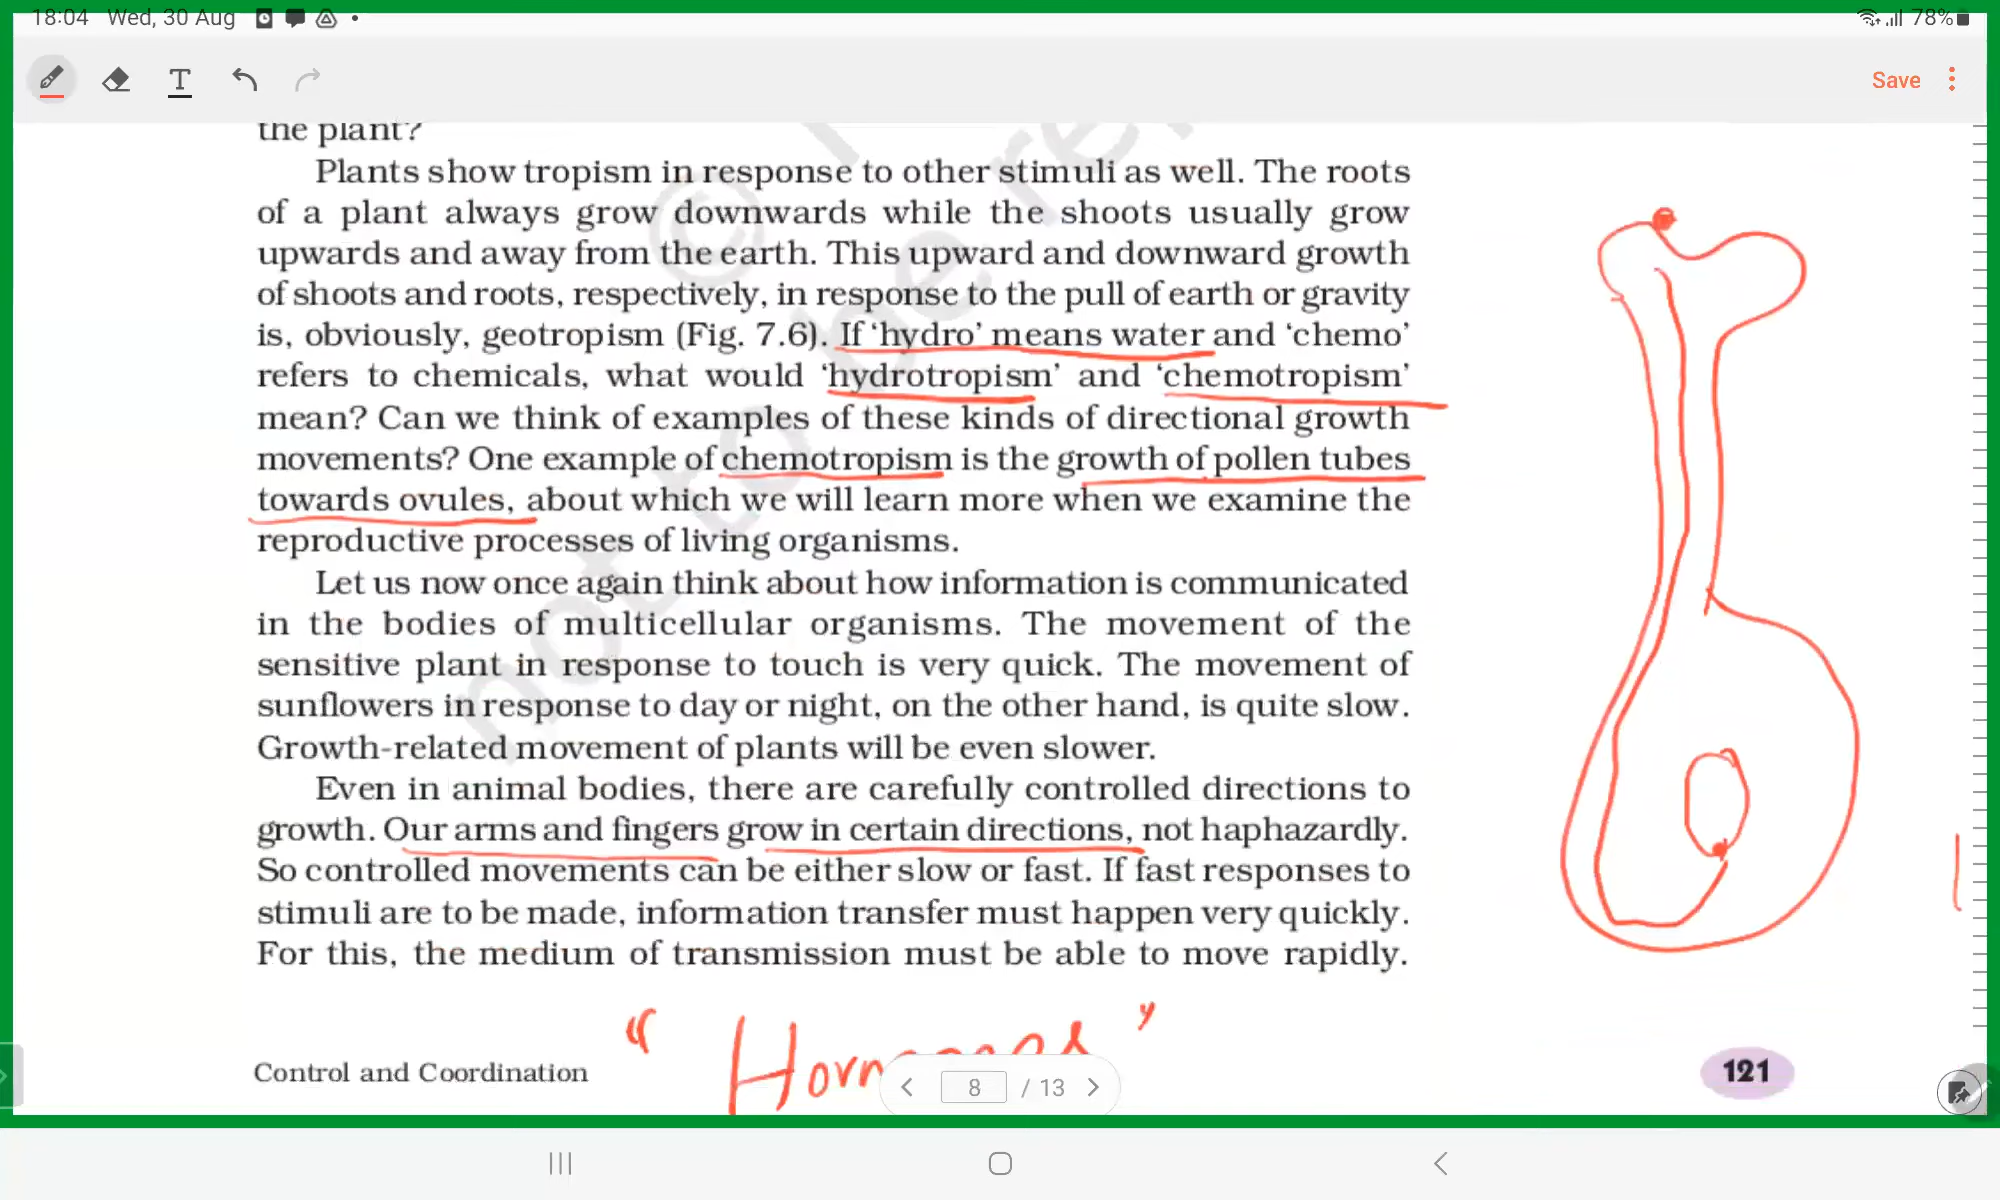 18:04 Wed, 30 Aug
78%
T
Save
the plant?
Plants show tropism in response to other stimuli as well. The roots
of a plant always grow downwards while the shoots usually grow
upwards and away from the earth. This upward and downward growth
of shoots and roots, respectively, in response to the pull of earth or gravity
is, obviously, geotropism (Fig. 7.6). If ‘hydro’ means water and ‘chemo’
refers to chemicals, what would ‘hydrotropism’ and ‘chemotropism’
mean? Can we think of examples of these kinds of directional growth
movements? One example of chemotropism is the growth of pollen tubes
towards ovules, about which we will learn more when we examine the
reproductive processes of living organisms.
Let us now once again think about how information is communicated
in the bodies of multicellular organisms. The movement of the
sensitive plant in response to touch is very quick. The movement of
sunflowers in response to day or night, on the other hand, is quite slow.
Growth-related movement of plants will be even slower.
Even in animal bodies, there are carefully controlled directions to
growth. Our arms and fingers grow in certain directions, not haphazardly.
So controlled movements can be either slow or fast. If fast responses to
stimuli are to be made, information transfer must happen very quickly.
For this, the medium of transmission must be able to move rapidly.
“Hormones”
Control and Coordination
8 / 13
121
© not to be re